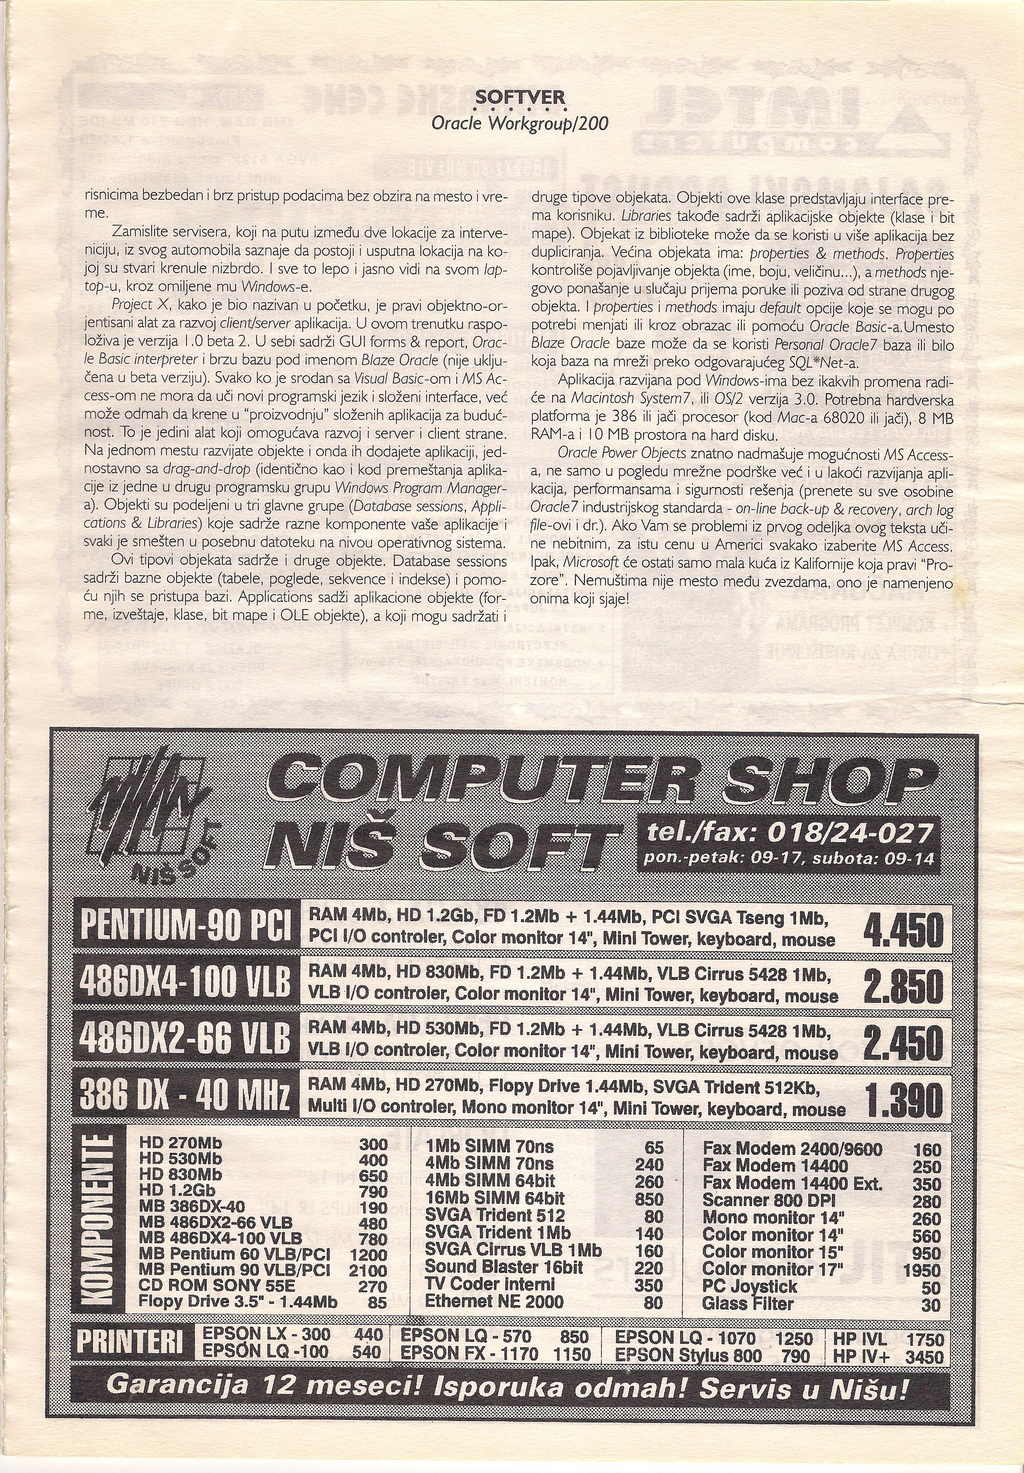 SOFTVER
Oracle Workgroup/200
risnicima bezbedan i brz pristup podacima bez obzira na mesto i vre-
me.
Zamislite servisera, koji na putu između dve lokacije za interve-
niciju, iz svog automobila saznaje da postoji i usputna lokacija na ko-
joj su stvari krenule nizbrdo. I sve to lepo i jasno vidi na svom lap-
top-u, kroz omiljene mu Windows-e.
Project X, kako je bio nazivan u početku, je pravi objektno-or-
jentisani alat za razvoj client/server aplikacija. U ovom trenutku raspo-
loživa je verzija 1.0 beta 2. U sebi sadrži GUI forms & report, Orac-
le Basic interpreter i brzu bazu pod imenom Blaze Oracle (nije uklju-
čena u beta verziju). Svako ko je srodan sa Visual Basic-om i MS Ac-
cess-om ne mora da uči novi programski jezik i složeni interface, već
može odmah da krene u "proizvodnju" složenih aplikacija za buduć-
nost. To je jedini alat koji omogućava razvoj i server i client strane.
Na jednom mestu razvijate objekte i onda ih dodajete aplikaciji, jed-
nostavno sa drag-and-drop (identično kao i kod premeštanja aplika-
cije iz jedne u drugu programsku grupu Windows Program Manager-
a). Objekti su podeljeni u tri glavne grupe (Database sessions, Appli-
cations & Libraries) koje sadrže razne komponente vaše aplikacije i
svaki je smešten u posebnu datoteku na nivou operativnog sistema.
Ovi tipovi objekata sadrže i druge objekte. Database sessions
sadrži bazne objekte (tabele, poglede, sekvence i indekse) i pomo-
ću njih se pristupa bazi. Applications sadži aplikacione objekte (for-
me, izveštaje, klase, bit mape i OLE objekte), a koji mogu sadržati i
druge tipove objekata. Objekti ove klase predstavljaju interface pre-
ma korisniku. Libraries takođe sadrži aplikacijske objekte (klase i bit
mape). Objekat iz biblioteke može da se koristi u više aplikacija bez
dupliciranja. Većina objekata ima: properties & methods. Properties
kontroliše pojavljivanje objekta (ime, boju, veličinu...), a methods nje-
govo ponašanje u slučaju prijema poruke ili poziva od strane drugog
objekta. I properties i methods imaju default opcije koje se mogu po
potrebi menjati ili kroz obrazac ili pomoću Oracle Basic-a.Umesto
Blaze Oracle baze može da se koristi Personal Oracle7 baza ili bilo
koja baza na mreži preko odgovarajućeg SQL*Net-a.
Aplikacija razvijana pod Windows-ima bez ikakvih promena radi-
će na Macintosh System7, ili OS/2 verzija 3.0. Potrebna hardverska
platforma je 386 ili jači procesor (kod Mac-a 68020 ili jači), 8 MB
RAM-a i 10 MB prostora na hard disku.
Oracle Power Objects znatno nadmašuje mogućnosti MS Access-
a, ne samo u pogledu mrežne podrške već i u lakoći razvijanja apli-
kacija, performansama i sigurnosti rešenja (prenete su sve osobine
Oracle7 industrijskog standarda - on-line back-up & recovery, arch log
file-ovi i dr.). Ako Vam se problemi iz prvog odeljka ovog teksta uči-
ne nebitnim, za istu cenu u Americi svakako izaberite MS Access.
Ipak, Microsoft će ostati samo mala kuća iz Kalifornije koja pravi "Pro-
zore". Nemuštima nije mesto među zvezdama, ono je namenjeno
onima koji sjaje!
NIŠ SOFT
COMPUTER SHOP
NIŠ SOFT
tel./fax: 018/24-027
pon.-petak: 09-17, subota: 09-14
PENTIUM-90 PCI RAM 4Mb, HD 1.2Gb, FD 1.2Mb + 1.44Mb, PCI SVGA Tseng 1Mb, 4.450
PCI I/O controler, Color monitor 14", Mini Tower, keyboard, mouse
486DX4-100 VLB RAM 4Mb, HD 830Mb, FD 1.2Mb + 1.44Mb, VLB Cirrus 5428 1Mb, 2.850
VLB I/O controler, Color monitor 14", Mini Tower, keyboard, mouse
486DX2-66 VLB RAM 4Mb, HD 530Mb, FD 1.2Mb + 1.44Mb, VLB Cirrus 5428 1Mb, 2.450
VLB I/O controler, Color monitor 14", Mini Tower, keyboard, mouse
386 DX - 40 MHz RAM 4Mb, HD 270Mb, Flopy Drive 1.44Mb, SVGA Trident 512Kb, 1.390
Multi I/O controler, Mono monitor 14", Mini Tower, keyboard, mouse
KOMPONENTE
HD 270Mb 300
HD 530Mb 400
HD 830Mb 650
HD 1.2Gb 790
MB 386DX-40 190
MB 486DX2-66 VLB 480
MB 486DX4-100 VLB 780
MB Pentium 60 VLB/PCI 1200
MB Pentium 90 VLB/PCI 2100
CD ROM SONY 55E 270
Flopy Drive 3.5" - 1.44Mb 85
1Mb SIMM 70ns 65
4Mb SIMM 70ns 240
4Mb SIMM 64bit 260
16Mb SIMM 64bit 850
SVGA Trident 512 80
SVGA Trident 1Mb 140
SVGA Cirrus VLB 1Mb 160
Sound Blaster 16bit 220
TV Coder Interni 350
Ethernet NE 2000 80
Fax Modem 2400/9600 160
Fax Modem 14400 250
Fax Modem 14400 Ext. 350
Scanner 800 DPI 280
Mono monitor 14" 260
Color monitor 14" 560
Color monitor 15" 950
Color monitor 17" 1950
PC Joystick 50
Glass Filter 30
PRINTERI
EPSON LX - 300 440 EPSON LQ - 570 850 EPSON LQ - 1070 1250 HP IVL 1750
EPSON LQ -100 540 EPSON FX - 1170 1150 EPSON Stylus 800 790 HP IV+ 3450
Garancija 12 meseci! Isporuka odmah! Servis u Nišu!